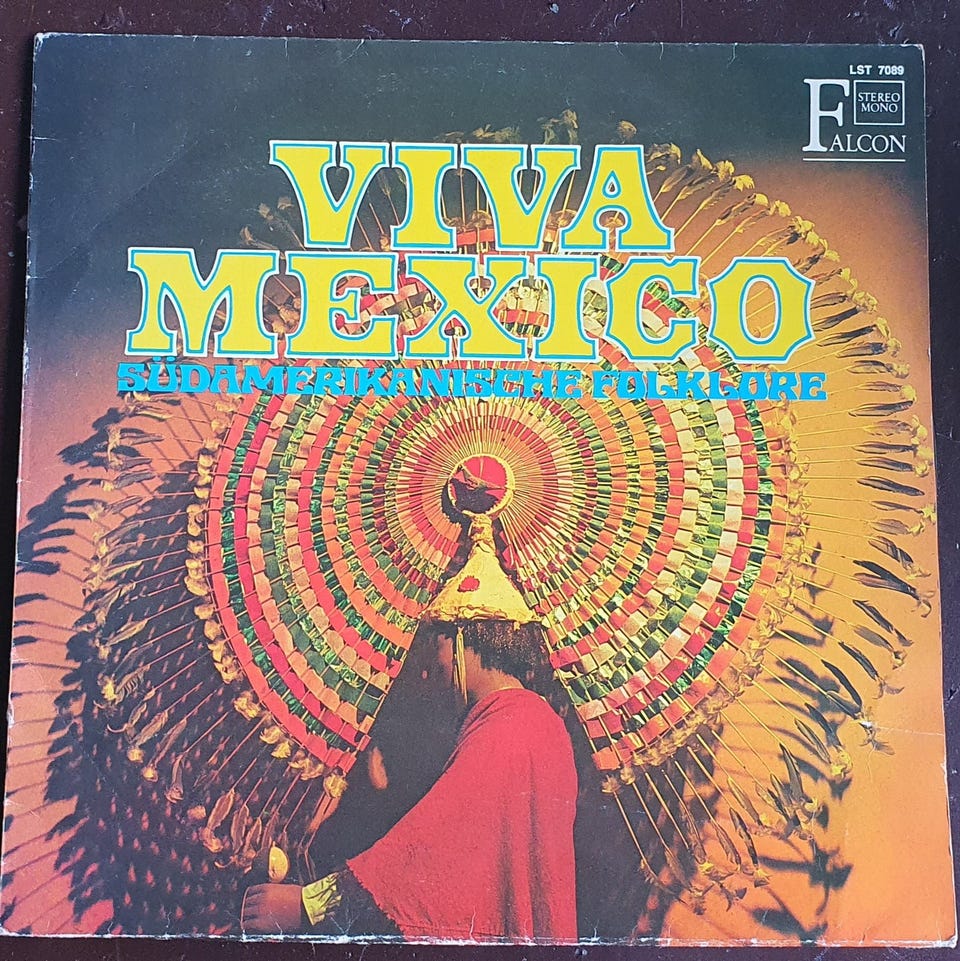 LST 7089
STEREO
MONO
FALCON
VIVA
MEXICO
SÜDAMERIKANISCHE FOLKLORE